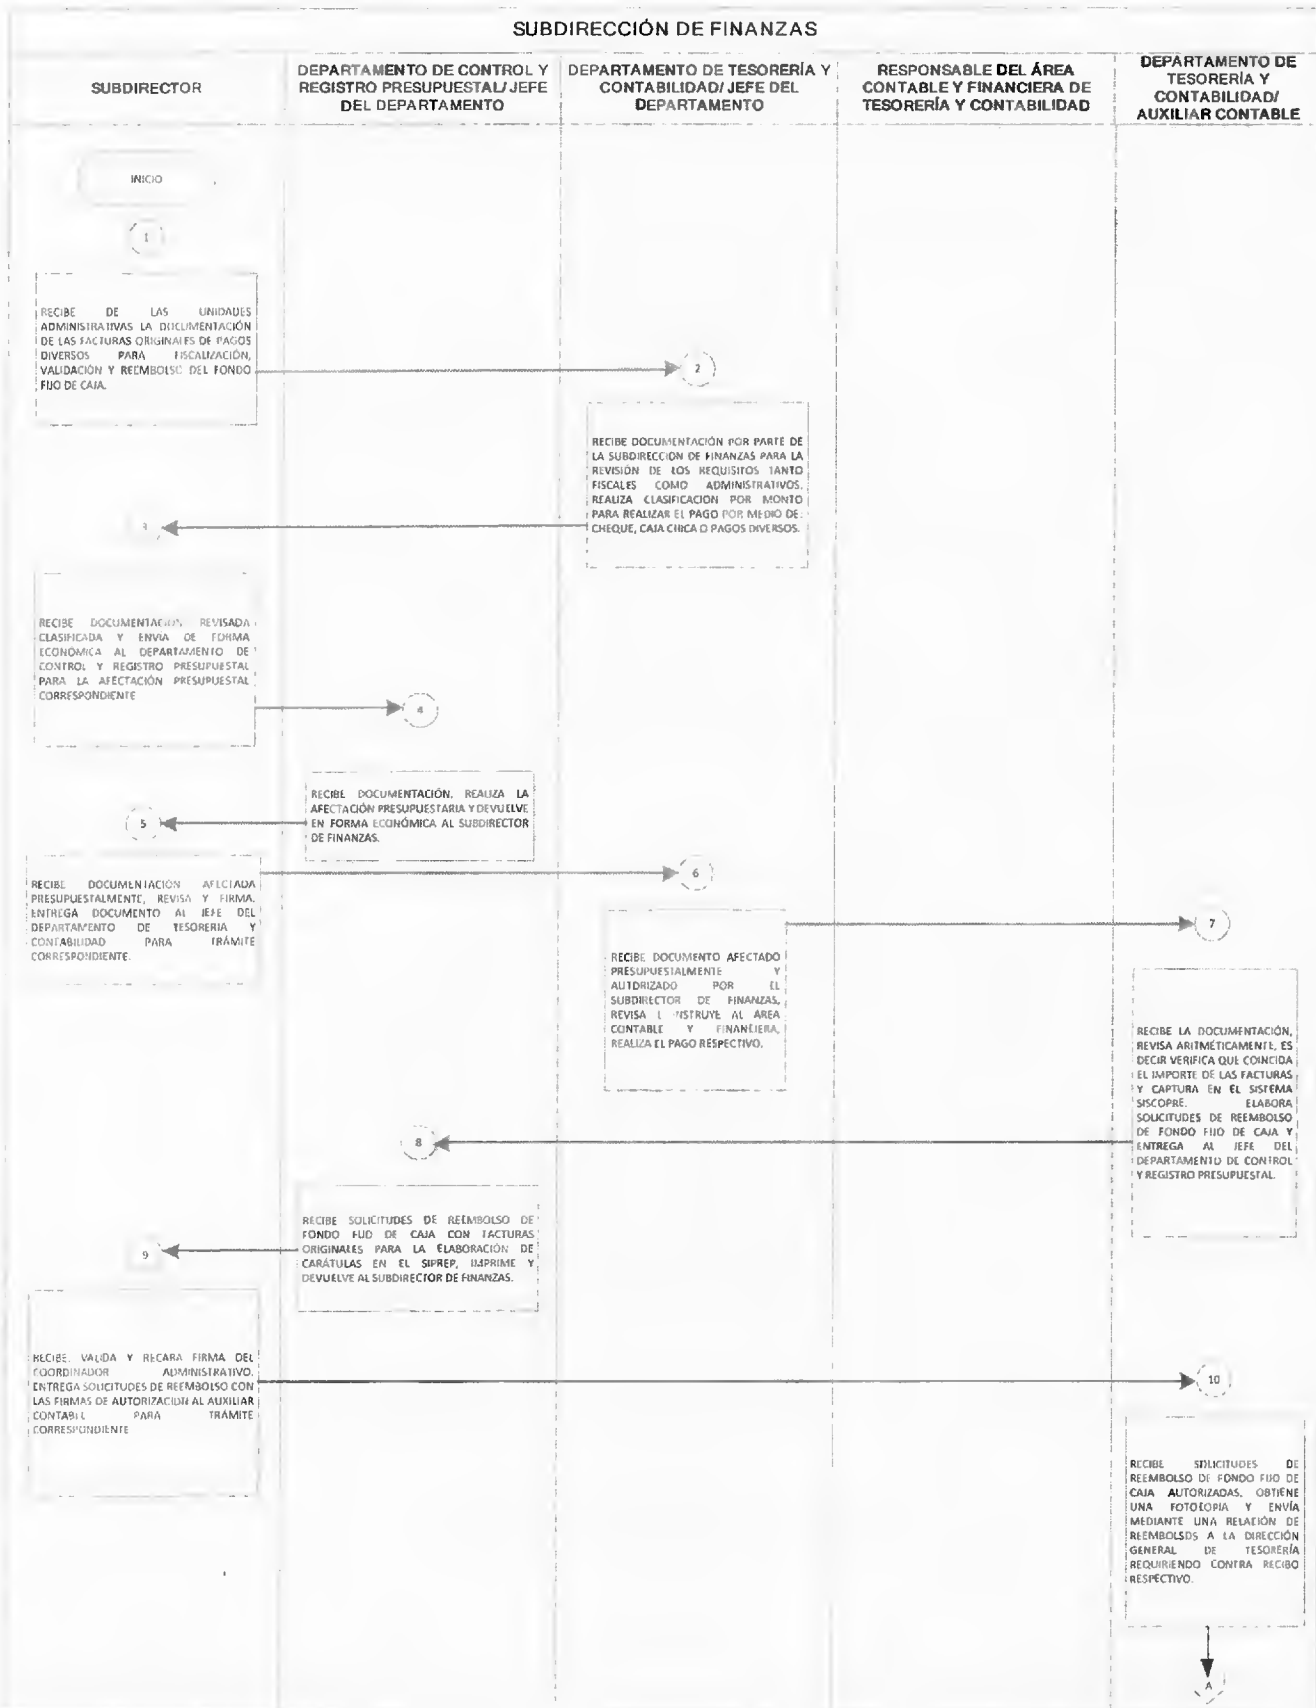 SUBDIRECCIÓN DE FINANZAS
SUBDIRECTOR
DEPARTAMENTO DE CONTROL Y
REGISTRO PRESUPUESTAL/ JEFE
DEL DEPARTAMENTO
DEPARTAMENTO DE TESORERÍA Y
CONTABILIDAD/ JEFE DEL
DEPARTAMENTO
RESPONSABLE DEL ÁREA
CONTABLE Y FINANCIERA DE
TESORERÍA Y CONTABILIDAD
DEPARTAMENTO DE
TESORERÍA Y
CONTABILIDAD/
AUXILIAR CONTABLE
INICIO
1
RECIBE DE LAS UNIDADES
ADMINISTRATIVAS LA DOCUMENTACIÓN
DE LAS FACTURAS ORIGINALES DE PAGOS
DIVERSOS PARA FISCALIZACIÓN,
VALIDACIÓN Y REEMBOLSO DEL FONDO
FIJO DE CAJA.
2
RECIBE DOCUMENTACIÓN POR PARTE DE
LA SUBDIRECCION DE FINANZAS PARA LA
REVISIÓN DE LOS REQUISITOS TANTO
FISCALES COMO ADMINISTRATIVOS.
REALIZA CLASIFICACION POR MONTO
PARA REALIZAR EL PAGO POR MEDIO DE:
CHEQUE, CAJA CHICA O PAGOS DIVERSOS.
3
RECIBE DOCUMENTACIÓN REVISADA
CLASIFICADA Y ENVIA DE FORMA
ECONÓMICA AL DEPARTAMENTO DE
CONTROL Y REGISTRO PRESUPUESTAL
PARA LA AFECTACIÓN PRESUPUESTAL
CORRESPONDIENTE
4
RECIBE DOCUMENTACIÓN, REALIZA LA
AFECTACIÓN PRESUPUESTARIA Y DEVUELVE
EN FORMA ECONÓMICA AL SUBDIRECTOR
DE FINANZAS.
5
RECIBE DOCUMENTACIÓN AFECTADA
PRESUPUESTALMENTE, REVISA Y FIRMA.
ENTREGA DOCUMENTO AL JEFE DEL
DEPARTAMENTO DE TESORERIA Y
CONTABILIDAD PARA TRÁMITE
CORRESPONDIENTE.
6
RECIBE DOCUMENTO AFECTADO
PRESUPUESTALMENTE Y
AUTORIZADO POR EL
SUBDIRECTOR DE FINANZAS,
REVISA E INSTRUYE AL ÁREA
CONTABLE Y FINANCIERA,
REALIZA EL PAGO RESPECTIVO.
7
RECIBE LA DOCUMENTACIÓN,
REVISA ARITMÉTICAMENTE, ES
DECIR VERIFICA QUE COINCIDA
EL IMPORTE DE LAS FACTURAS
Y CAPTURA EN EL SISTEMA
SISCOPRE. ELABORA
SOLICITUDES DE REEMBOLSO
DE FONDO FIJO DE CAJA Y
ENTREGA AL JEFE DEL
DEPARTAMENTO DE CONTROL
Y REGISTRO PRESUPUESTAL.
8
RECIBE SOLICITUDES DE REEMBOLSO DE
FONDO FIJO DE CAJA CON FACTURAS
ORIGINALES PARA LA ELABORACIÓN DE
CARÁTULAS EN EL SIPREP, IMPRIME Y
DEVUELVE AL SUBDIRECTOR DE FINANZAS.
9
RECIBE, VALIDA Y RECABA FIRMA DEL
COORDINADOR ADMINISTRATIVO.
ENTREGA SOLICITUDES DE REEMBOLSO CON
LAS FIRMAS DE AUTORIZACION AL AUXILIAR
CONTABLE PARA TRÁMITE
CORRESPONDIENTE
10
RECIBE SOLICITUDES DE
REEMBOLSO DE FONDO FIJO DE
CAJA AUTORIZADAS, OBTIENE
UNA FOTOCOPIA Y ENVÍA
MEDIANTE UNA RELACIÓN DE
REEMBOLSOS A LA DIRECCIÓN
GENERAL DE TESORERÍA
REQUIRIENDO CONTRA RECIBO
RESPECTIVO.
A